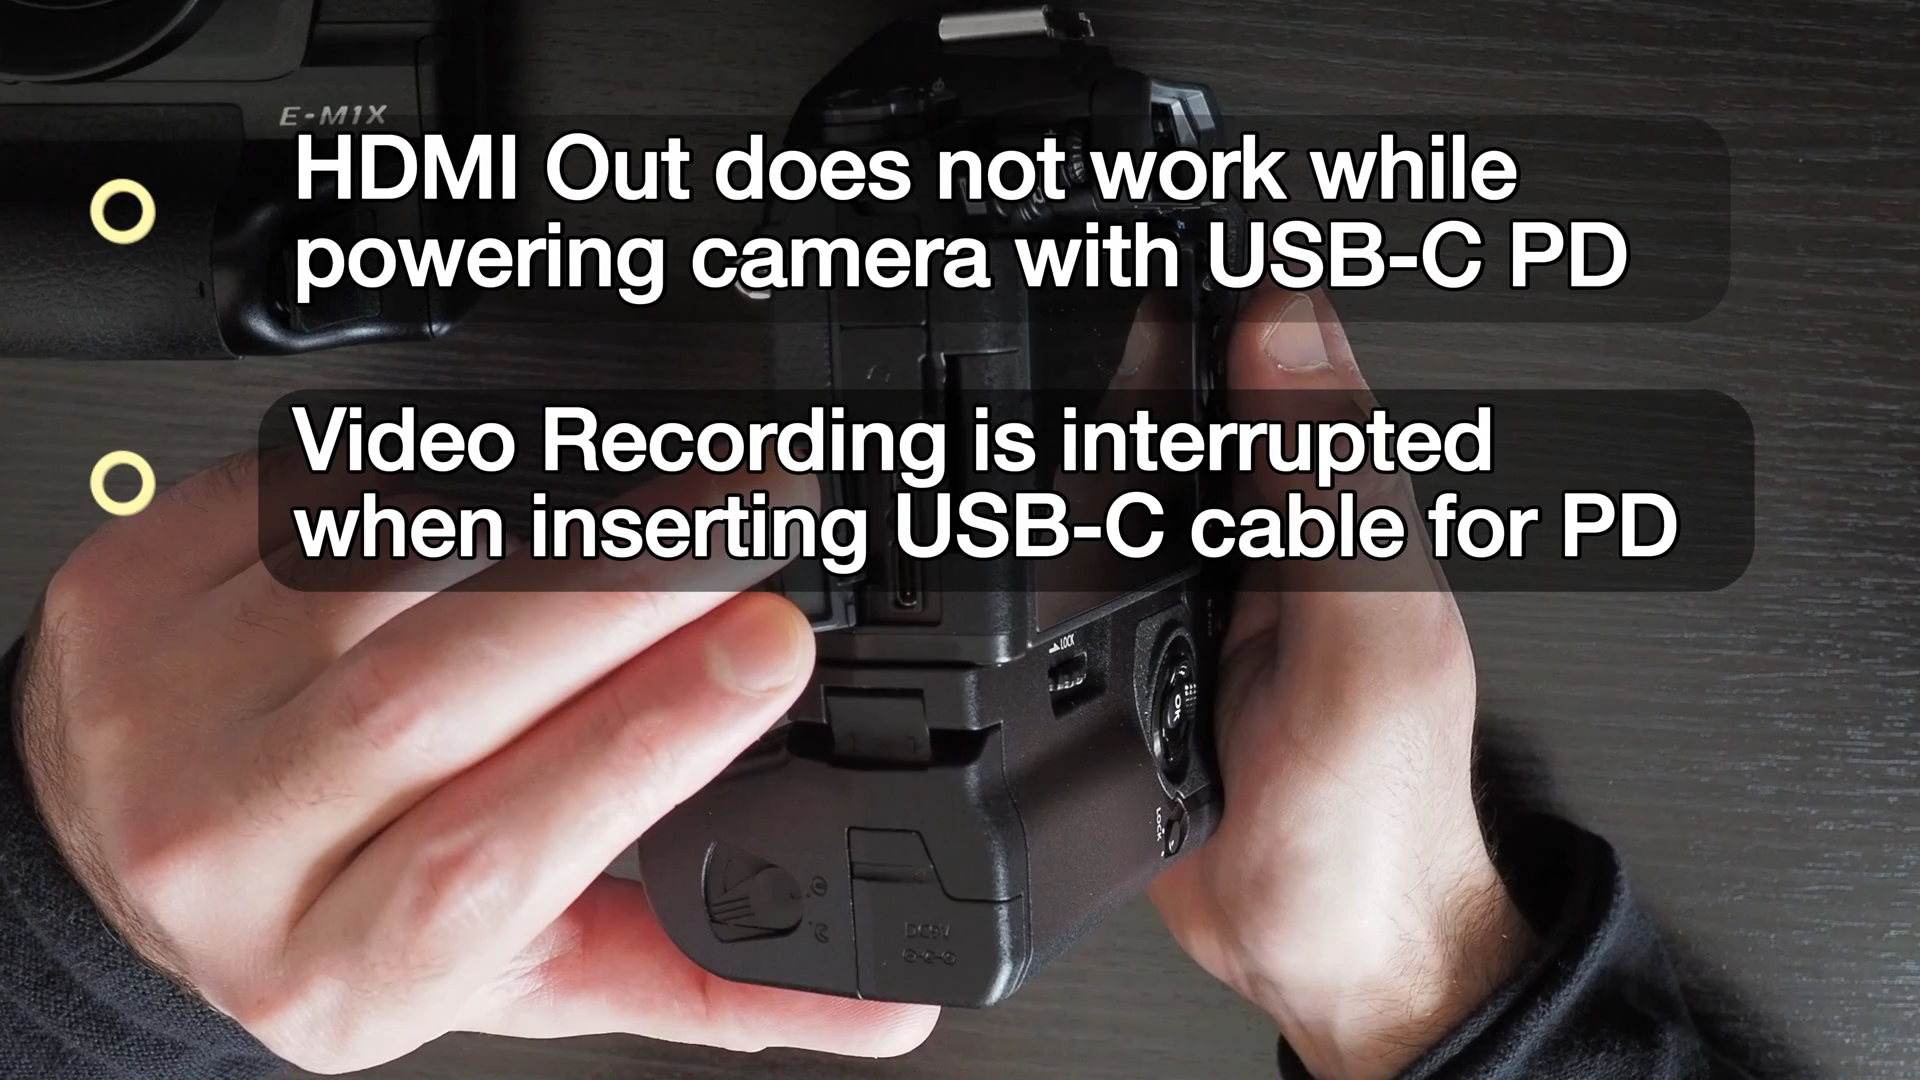 E-M1X
HDMI Out does not work while
powering camera with USB-C PD
Video Recording is interrupted
when inserting USB-C cable for PD
LOCK
OK
LOCK
DC9V